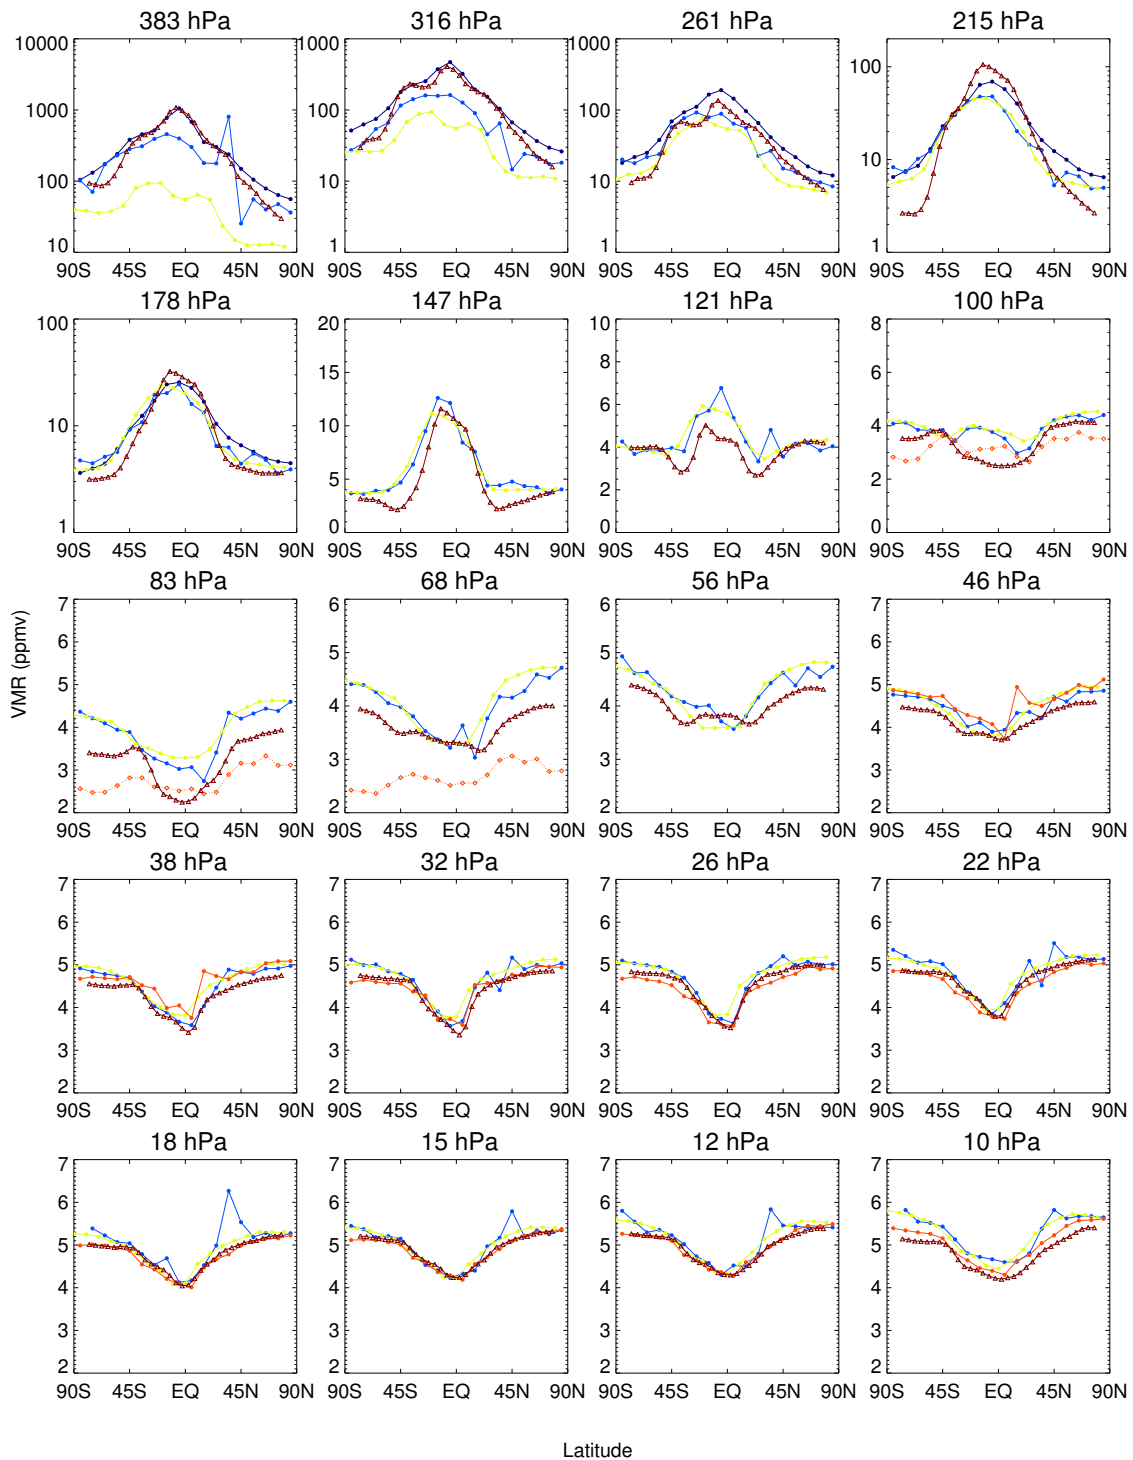 383 hPa 316 hPa 261 hPa 215 hPa
10000 1000 1000
1000 100 100 100
100 10 10 10
10 1 1 1
90S 45S EQ 45N 90N 90S 45S EQ 45N 90N 90S 45S EQ 45N 90N 90S 45S EQ 45N 90N
178 hPa 147 hPa 121 hPa 100 hPa
100 20 10 8
15 8 6
10 10 6 4
5 4 2
2
1 0 0 0
90S 45S EQ 45N 90N 90S 45S EQ 45N 90N 90S 45S EQ 45N 90N 90S 45S EQ 45N 90N
83 hPa 68 hPa 56 hPa 46 hPa
7 6 6 7
6 5 5 6
5 4 4 5
4 3 3 4
3 2 2 3
2 2
VMR (ppmv)
90S 45S EQ 45N 90N 90S 45S EQ 45N 90N 90S 45S EQ 45N 90N 90S 45S EQ 45N 90N
38 hPa 32 hPa 26 hPa 22 hPa
7 7 7 7
6 6 6 6
5 5 5 5
4 4 4 4
3 3 3 3
2 2 2 2
90S 45S EQ 45N 90N 90S 45S EQ 45N 90N 90S 45S EQ 45N 90N 90S 45S EQ 45N 90N
18 hPa 15 hPa 12 hPa 10 hPa
7 7 7 7
6 6 6 6
5 5 5 5
4 4 4 4
3 3 3 3
2 2 2 2
90S 45S EQ 45N 90N 90S 45S EQ 45N 90N 90S 45S EQ 45N 90N 90S 45S EQ 45N 90N
Latitude